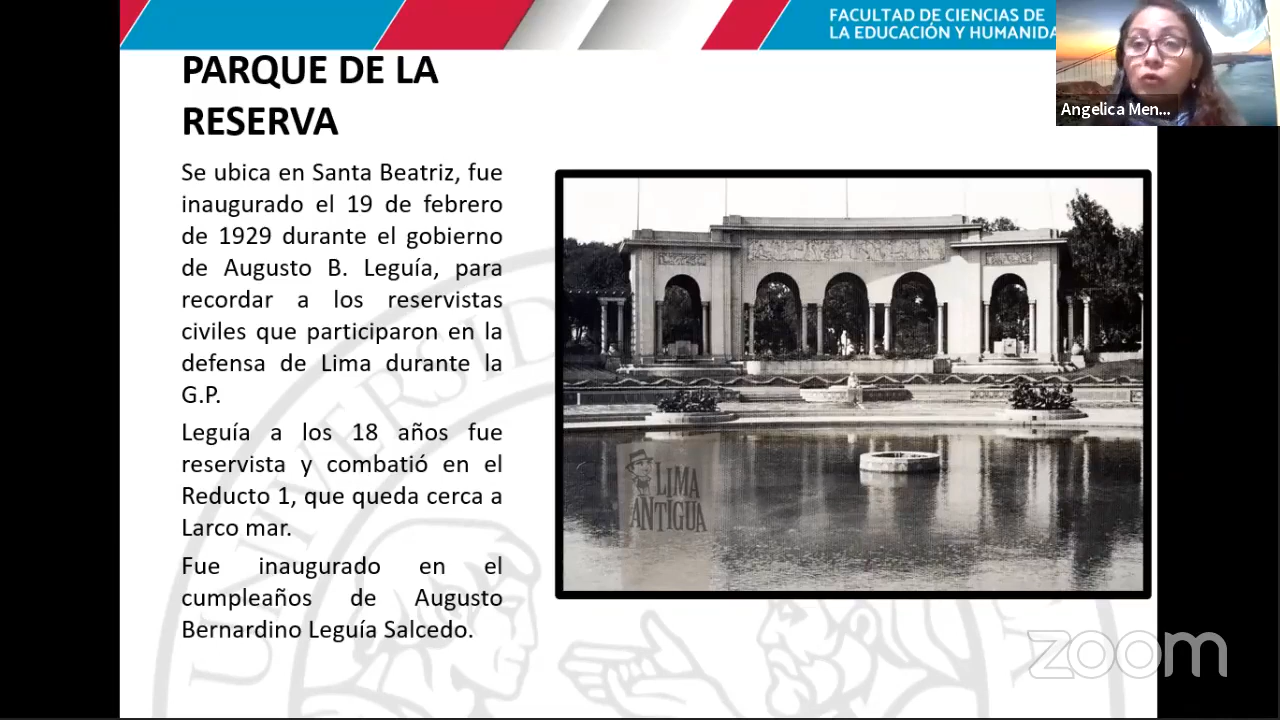 FACULTAD DE CIENCIAS DE
LA EDUCACIÓN Y HUMANIDA
Angelica Men...
PARQUE DE LA
RESERVA
Se ubica en Santa Beatriz, fue
inaugurado el 19 de febrero
de 1929 durante el gobierno
de Augusto B. Leguía, para
recordar a los reservistas
civiles que participaron en la
defensa de Lima durante la
G.P.
Leguía a los 18 años fue
reservista y combatió en el
Reducto 1, que queda cerca a
Larco mar.
Fue inaugurado en el
cumpleaños de Augusto
Bernardino Leguía Salcedo.
LIMA
ANTIGUA
UNIVERSID
zoom